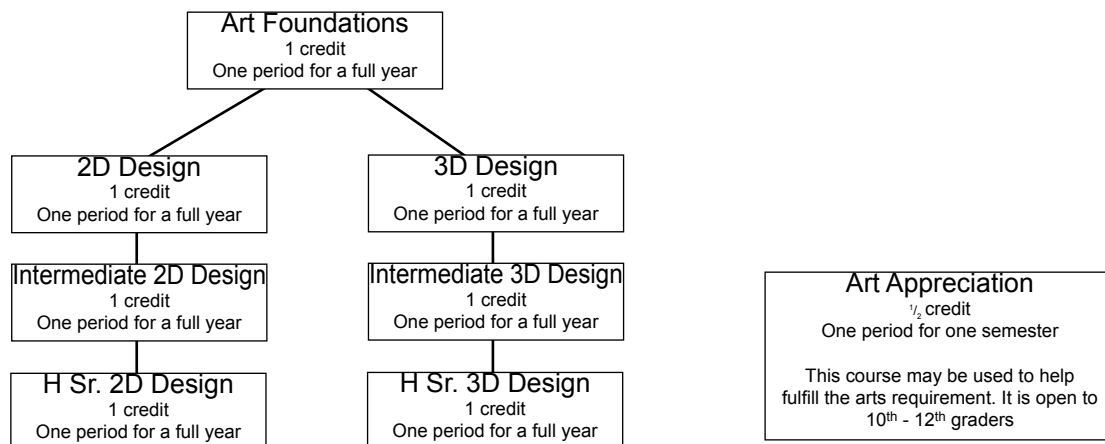 Art Foundations
1 credit
One period for a full year
2D Design
1 credit
One period for a full year
3D Design
1 credit
One period for a full year
Intermediate 2D Design
1 credit
One period for a full year
Intermediate 3D Design
1 credit
One period for a full year
Art Appreciation
1/2 credit
One period for one semester
This course may be used to help
fulfill the arts requirement. It is open to
10th - 12th graders
H Sr. 2D Design
1 credit
One period for a full year
H Sr. 3D Design
1 credit
One period for a full year